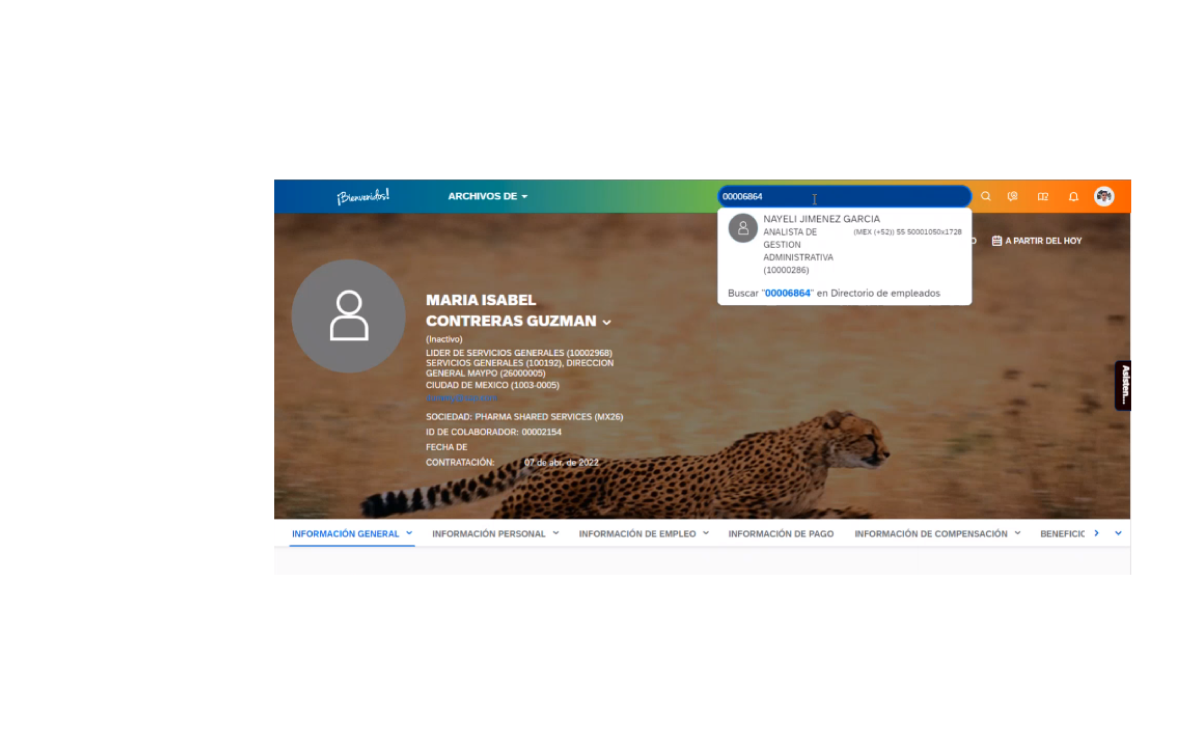 ¡Bienvenidos!
ARCHIVOS DE
00006864
NAYELI JIMENEZ GARCIA
ANALISTA DE
GESTION
ADMINISTRATIVA
(10000286)
(MEX (+52)) 55 50001050x1728
Buscar "00006864" en Directorio de empleados
O
A PARTIR DEL HOY
MARIA ISABEL
CONTRERAS GUZMAN
(Inactivo)
LIDER DE SERVICIOS GENERALES (10002968)
SERVICIOS GENERALES (100192), DIRECCION
GENERAL MAYPO (26000005)
CIUDAD DE MEXICO (1003-0005)
SOCIEDAD: PHARMA SHARED SERVICES (MX26)
ID DE COLABORADOR: 00002154
FECHA DE
CONTRATACIÓN: 07 de abr. de 2022
Asisten...
INFORMACIÓN GENERAL INFORMACIÓN PERSONAL INFORMACIÓN DE EMPLEO INFORMACIÓN DE PAGO INFORMACIÓN DE COMPENSACIÓN BENEFICIC